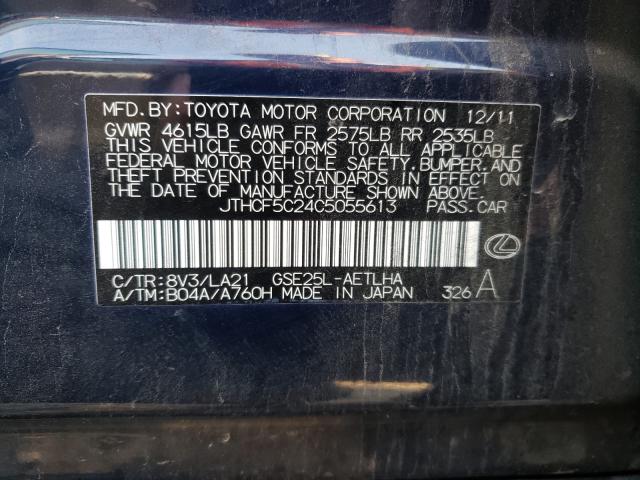 MFD. BY: TOYOTA MOTOR CORPORATION 12/11
GVWR 4615LB GAWR FR 2575LB RR 2535LB
THIS VEHICLE CONFORMS TO ALL APPLICABLE
FEDERAL MOTOR VEHICLE SAFETY, BUMPER, AND
THEFT PREVENTION STANDARDS IN EFFECT ON
THE DATE OF MANUFACTURE SHOWN ABOVE.
JTHCF5C24C5055613 PASS. CAR
C/TR: 8V3/LA21 GSE25L-AETLHA
A/TM: B04A/A760H MADE IN JAPAN 326 A